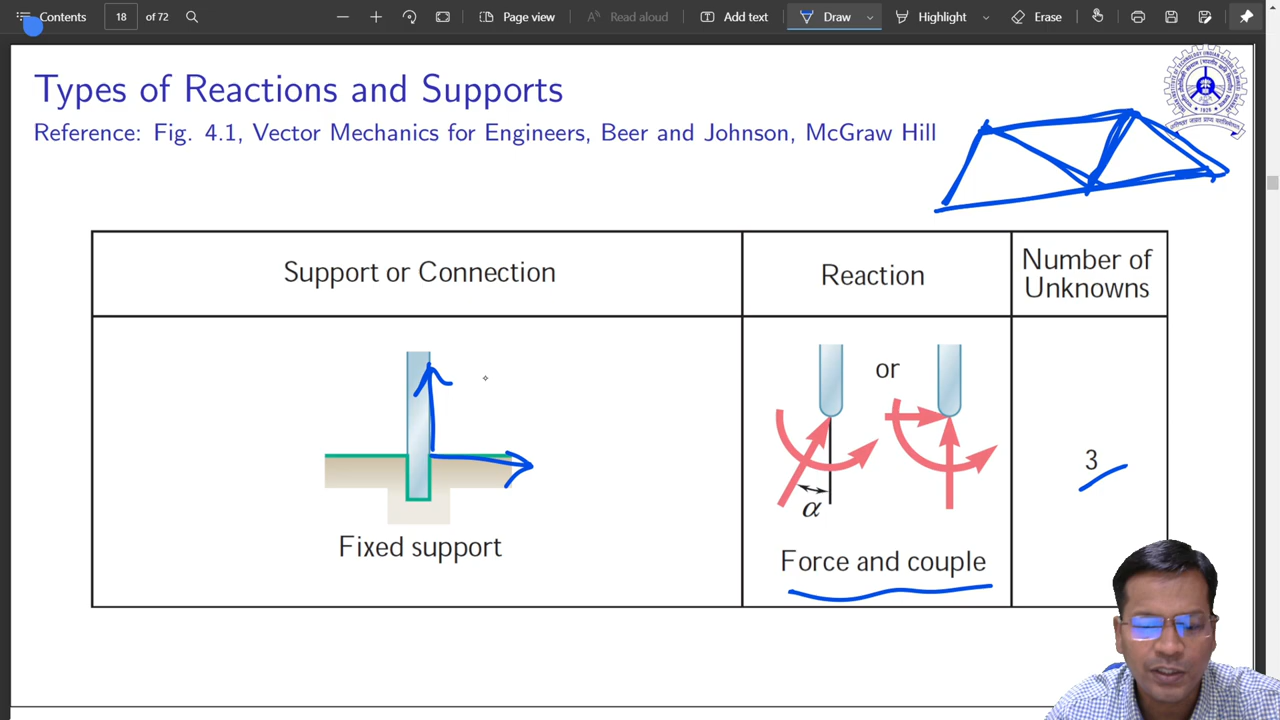 Contents
18
of 72
Page view
Read aloud
Add text
Draw
Highlight
Erase
Types of Reactions and Supports
Reference: Fig. 4.1, Vector Mechanics for Engineers, Beer and Johnson, McGraw Hill
Support or Connection
Reaction
Number of
Unknowns
or
α
3
Fixed support
Force and couple